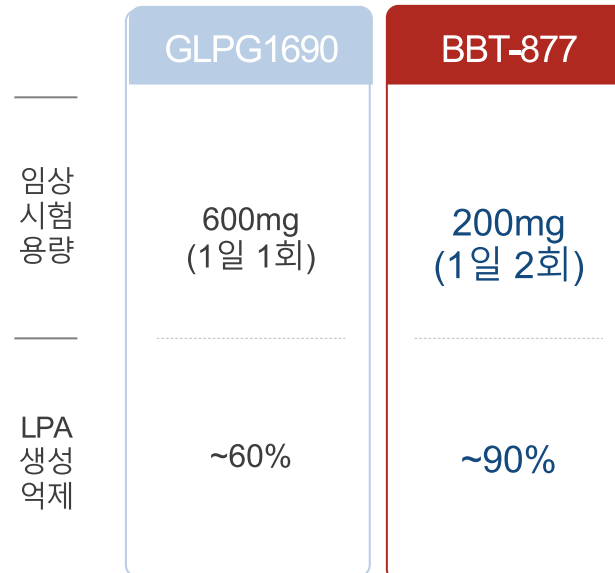 GLPG1690
BBT-877
임상
시험
용량
600mg
(1일 1회)
200mg
(1일 2회)
LPA
생성
억제
~60%
~90%